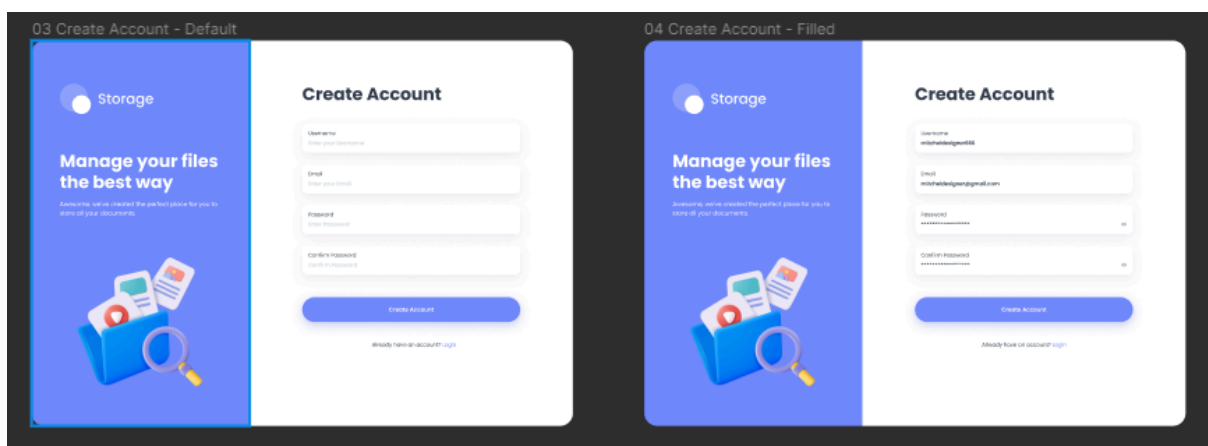 03 Create Account - Default
Storage
Manage your files
the best way
Awesome, we've created the perfect place for you to
store all your documents.
Create Account
Username
Enter your Username
Email
Enter your Email
Password
Enter Password
Confirm Password
Confirm Password
Create Account
Already have an account? Login
04 Create Account - Filled
Storage
Manage your files
the best way
Awesome, we've created the perfect place for you to
store all your documents.
Create Account
Username
Email
mitcheldesigner@gmail.com
Password
Confirm Password
Create Account
Already have an account? Login